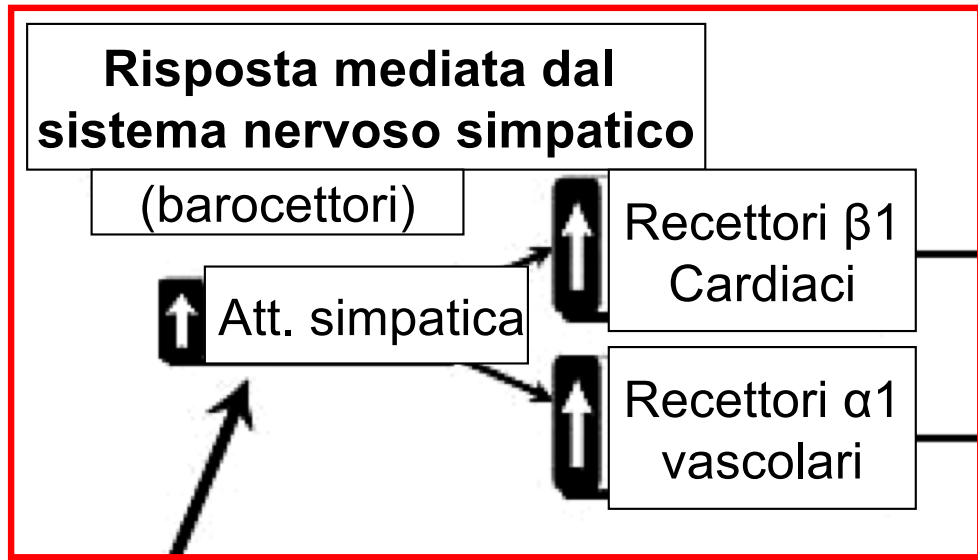 Risposta mediata dal
sistema nervoso simpatico
(barocettori)
Recettori β1
Cardiaci
Att. simpatica
Recettori α1
vascolari